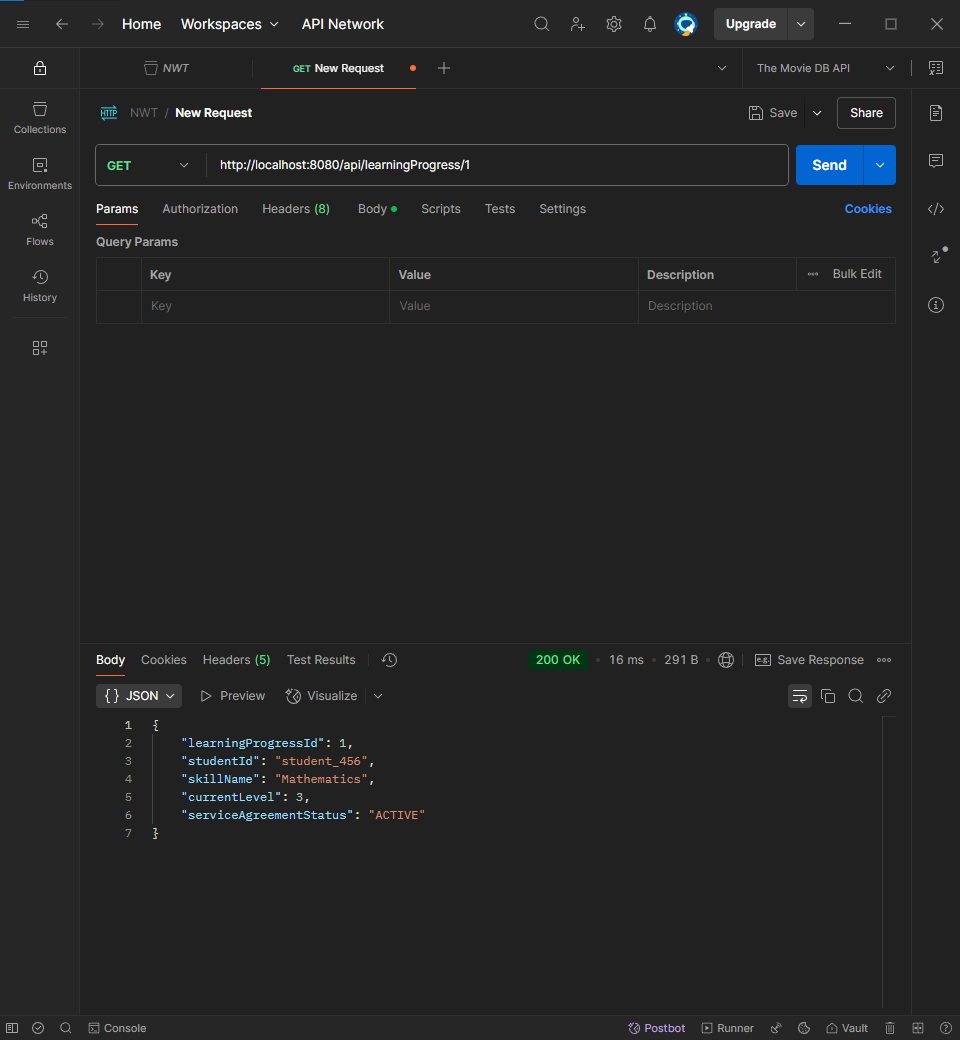 Home Workspaces API Network Upgrade
NWT GET New Request The Movie DB API
HTTP NWT / New Request Save Share
GET http://localhost:8080/api/learningProgress/1 Send
Params Authorization Headers (8) Body Scripts Tests Settings Cookies
Query Params
Key Value Description Bulk Edit
Key Value Description
Collections
Environments
Flows
History
Body Cookies Headers (5) Test Results 200 OK 16 ms 291 B e.g. Save Response
{} JSON Preview Visualize
1 {
2 "learningProgressId": 1,
3 "studentId": "student_456",
4 "skillName": "Mathematics",
5 "currentLevel": 3,
6 "serviceAgreementStatus": "ACTIVE"
7 }
Console Postbot Runner Vault